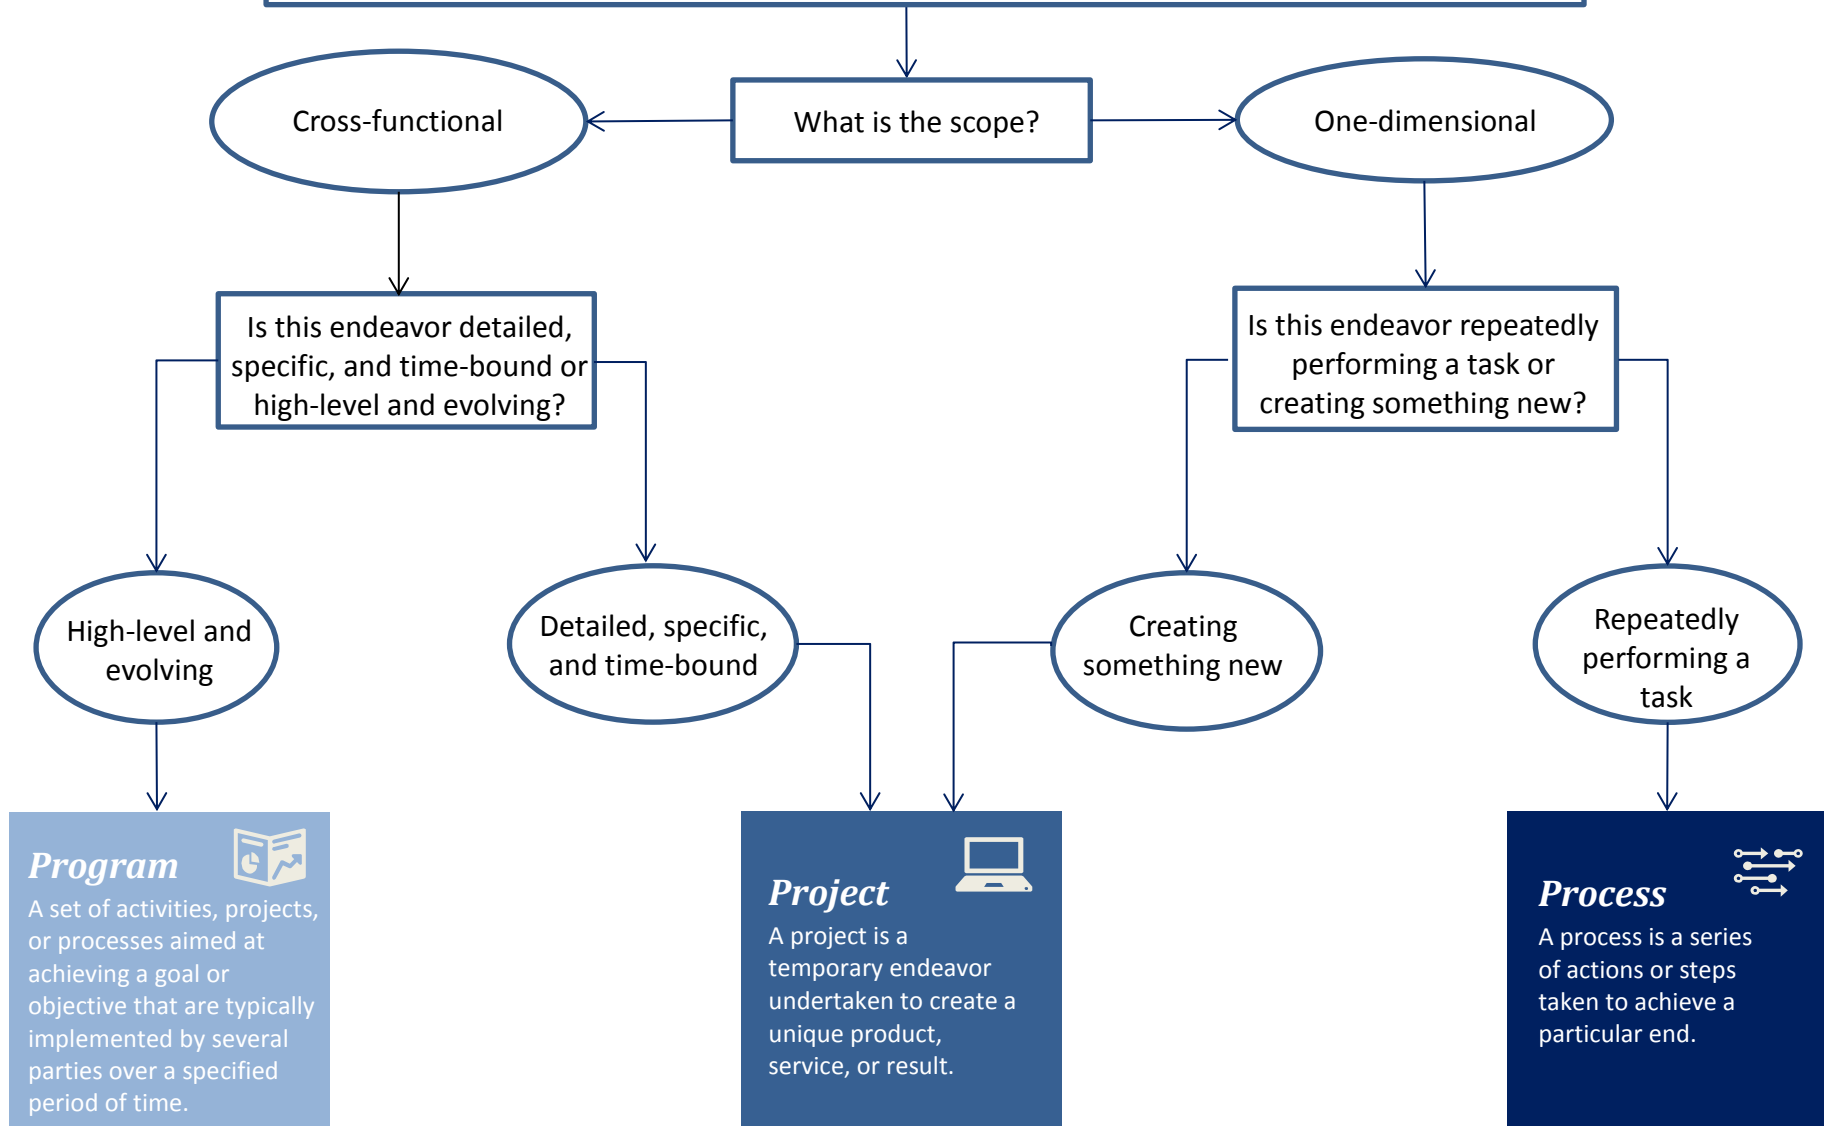 What is the scope?
Cross-functional
One-dimensional
Is this endeavor detailed,
specific, and time-bound or
high-level and evolving?
Is this endeavor repeatedly
performing a task or
creating something new?
High-level and
evolving
Detailed, specific,
and time-bound
Creating
something new
Repeatedly
performing a
task
Program
A set of activities, projects,
or processes aimed at
achieving a goal or
objective that are typically
implemented by several
parties over a specified
period of time.
Project
A project is a
temporary endeavor
undertaken to create a
unique product,
service, or result.
Process
A process is a series
of actions or steps
taken to achieve a
particular end.